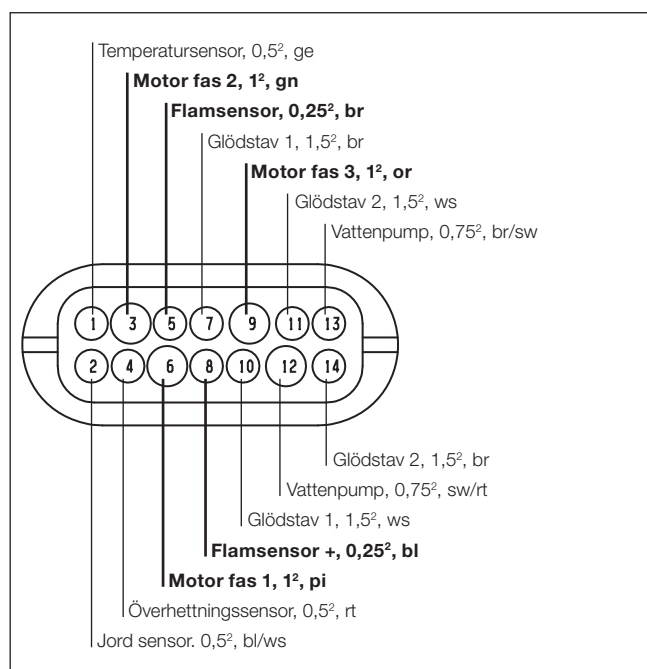 Temperatursensor, 0,5², ge
Motor fas 2, 1², gn
Flamsensor, 0,25², br
Glödstav 1, 1,5², br
Motor fas 3, 1², or
Glödstav 2, 1,5², ws
Vattenpump, 0,75², br/sw
1 3 5 7 9 11 13
2 4 6 8 10 12 14
Glödstav 2, 1,5², br
Vattenpump, 0,75², sw/rt
Glödstav 1, 1,5², ws
Flamsensor +, 0,25², bl
Motor fas 1, 1², pi
Överhettningssensor, 0,5², rt
Jord sensor. 0,5², bl/ws